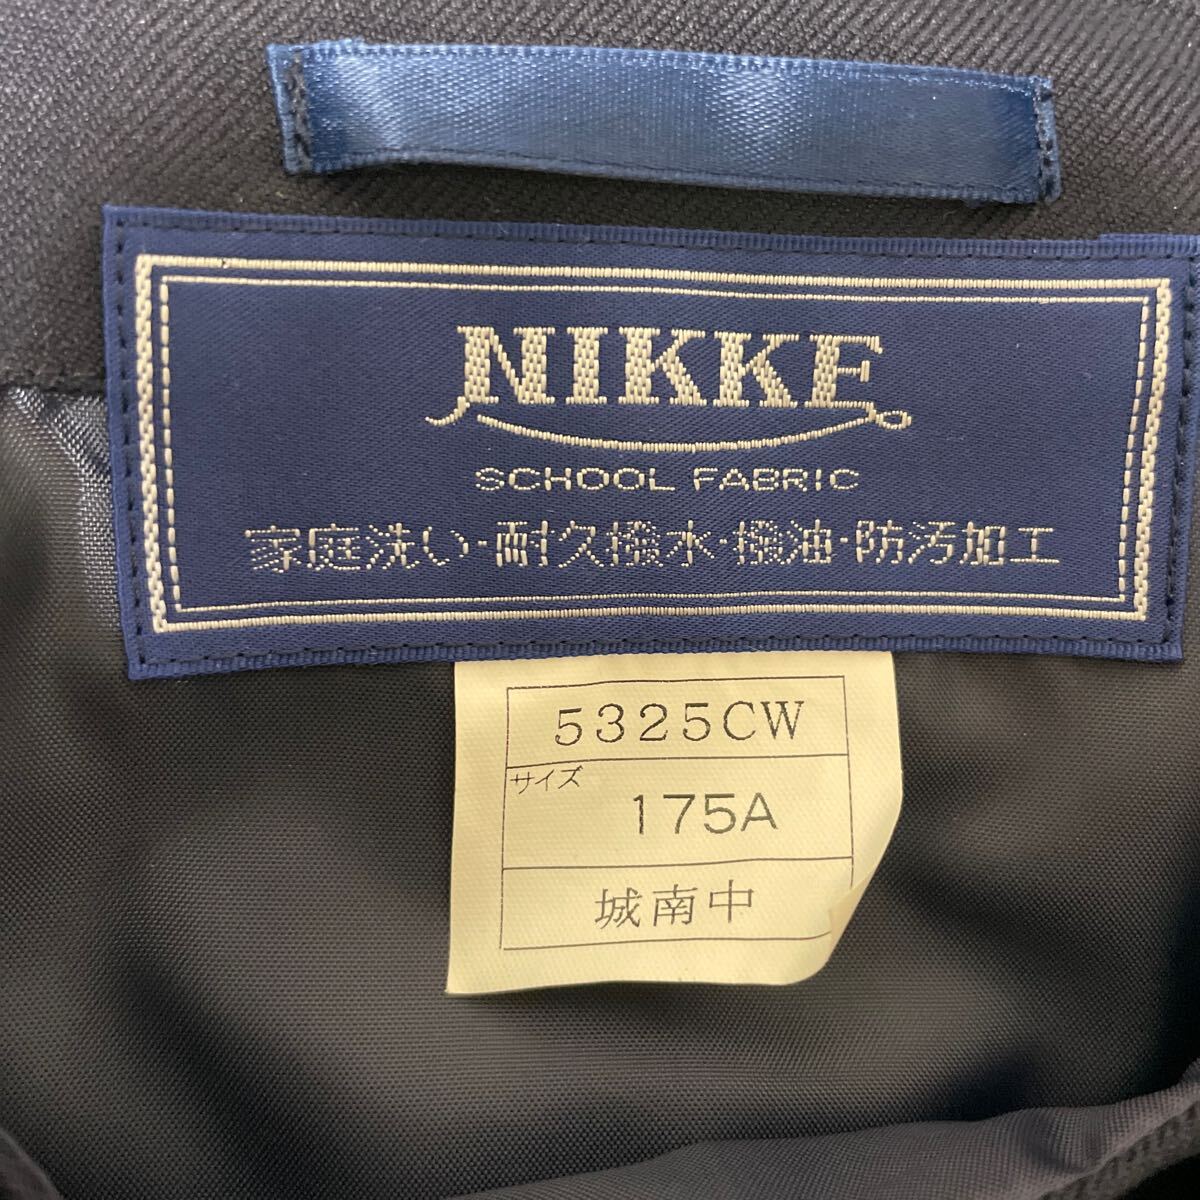 NIKKE
SCHOOL FABRIC
家庭洗い・耐久撥水・撥油・防汚加工
5325CW
サイズ
175A
城南中